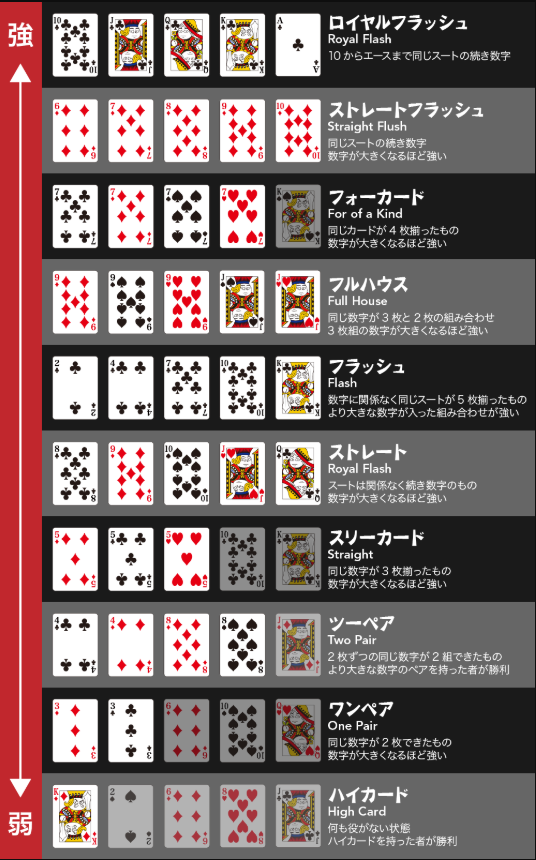 強
ロイヤルフラッシュ
Royal Flash
10 からエースまで同じスートの続き数字
ストレートフラッシュ
Straight Flush
同じスートの続き数字
数字が大きくなるほど強い
フォーカード
For of a Kind
同じカードが 4 枚揃ったもの
数字が大きくなるほど強い
フルハウス
Full House
同じ数字が 3 枚と 2 枚の組み合わせ
3 枚組の数字が大きくなるほど強い
フラッシュ
Flash
数字に関係なく同じスートが 5 枚揃ったもの
より大きな数字が入った組み合わせが強い
ストレート
Royal Flash
スートは関係なく続き数字のもの
数字が大きくなるほど強い
スリーカード
Straight
同じ数字が 3 枚揃ったもの
数字が大きくなるほど強い
ツーペア
Two Pair
2 枚ずつの同じ数字が 2 組できたもの
より大きな数字のペアを持った者が勝利
ワンペア
One Pair
同じ数字が 2 枚できたもの
数字が大きくなるほど強い
ハイカード
High Card
何も役がない状態
ハイカードを持った者が勝利
弱